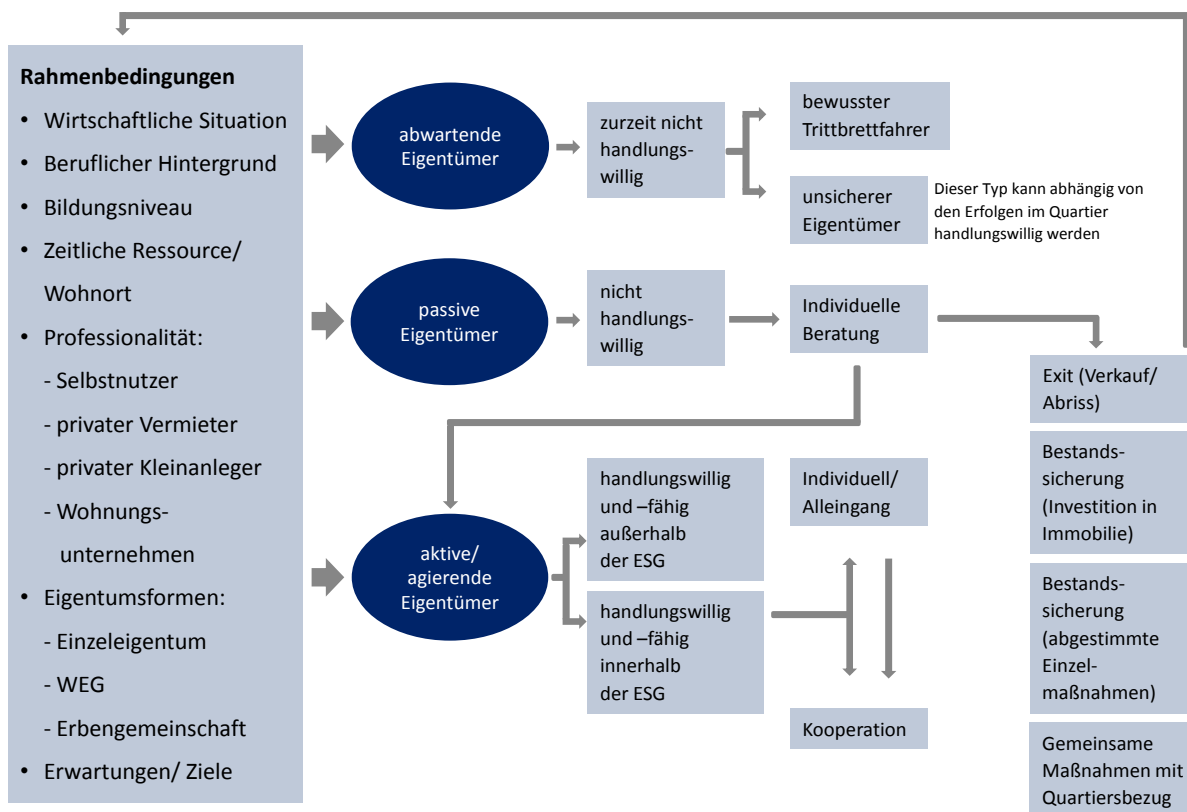 Rahmenbedingungen
• Wirtschaftliche Situation
• Beruflicher Hintergrund
• Bildungsniveau
• Zeitliche Ressource/
Wohnort
• Professionalität:
- Selbstnutzer
- privater Vermieter
- privater Kleinanleger
- Wohnungs-
unternehmen
• Eigentumsformen:
- Einzeleigentum
- WEG
- Erbengemeinschaft
• Erwartungen/ Ziele
abwartende
Eigentümer
zurzeit nicht
handlungs-
willig
bewusster
Trittbrettfahrer
unsicherer
Eigentümer
Dieser Typ kann abhängig von
den Erfolgen im Quartier
handlungswillig werden
passive
Eigentümer
nicht
handlungs-
willig
Individuelle
Beratung
aktive/
agierende
Eigentümer
handlungswillig
und –fähig
außerhalb
der ESG
handlungswillig
und –fähig
innerhalb
der ESG
Individuell/
Alleingang
Kooperation
Exit (Verkauf/
Abriss)
Bestands-
sicherung
(Investition in
Immobilie)
Bestands-
sicherung
(abgestimmte
Einzel-
maßnahmen)
Gemeinsame
Maßnahmen mit
Quartiersbezug